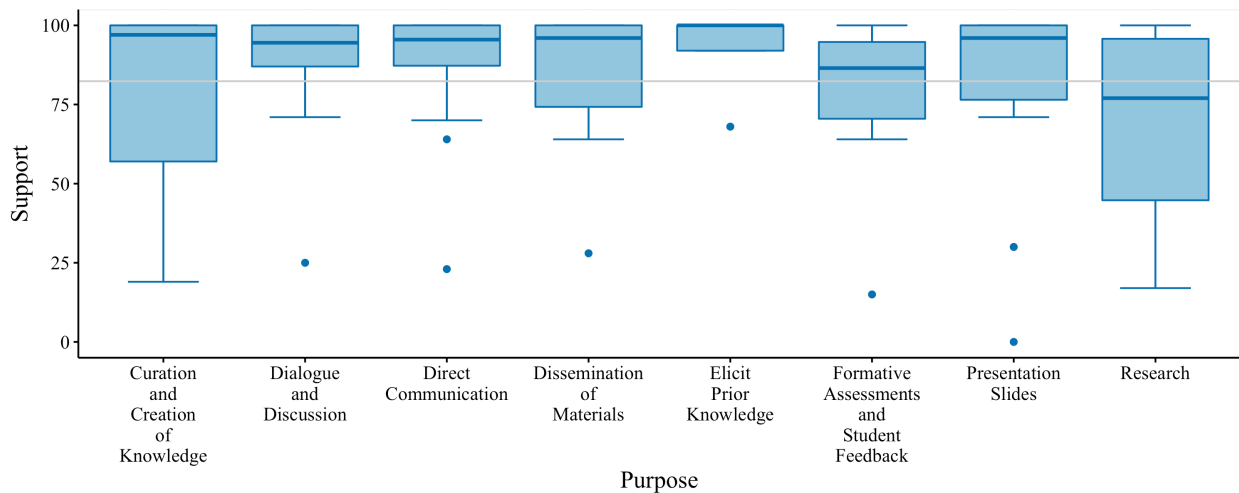 100
75
50
25
0
Support
Curation
and
Creation
of
Knowledge
Dialogue
and
Discussion
Direct
Communication
Dissemination
of
Materials
Elicit
Prior
Knowledge
Formative
Assessments
and
Student
Feedback
Presentation
Slides
Research
Purpose